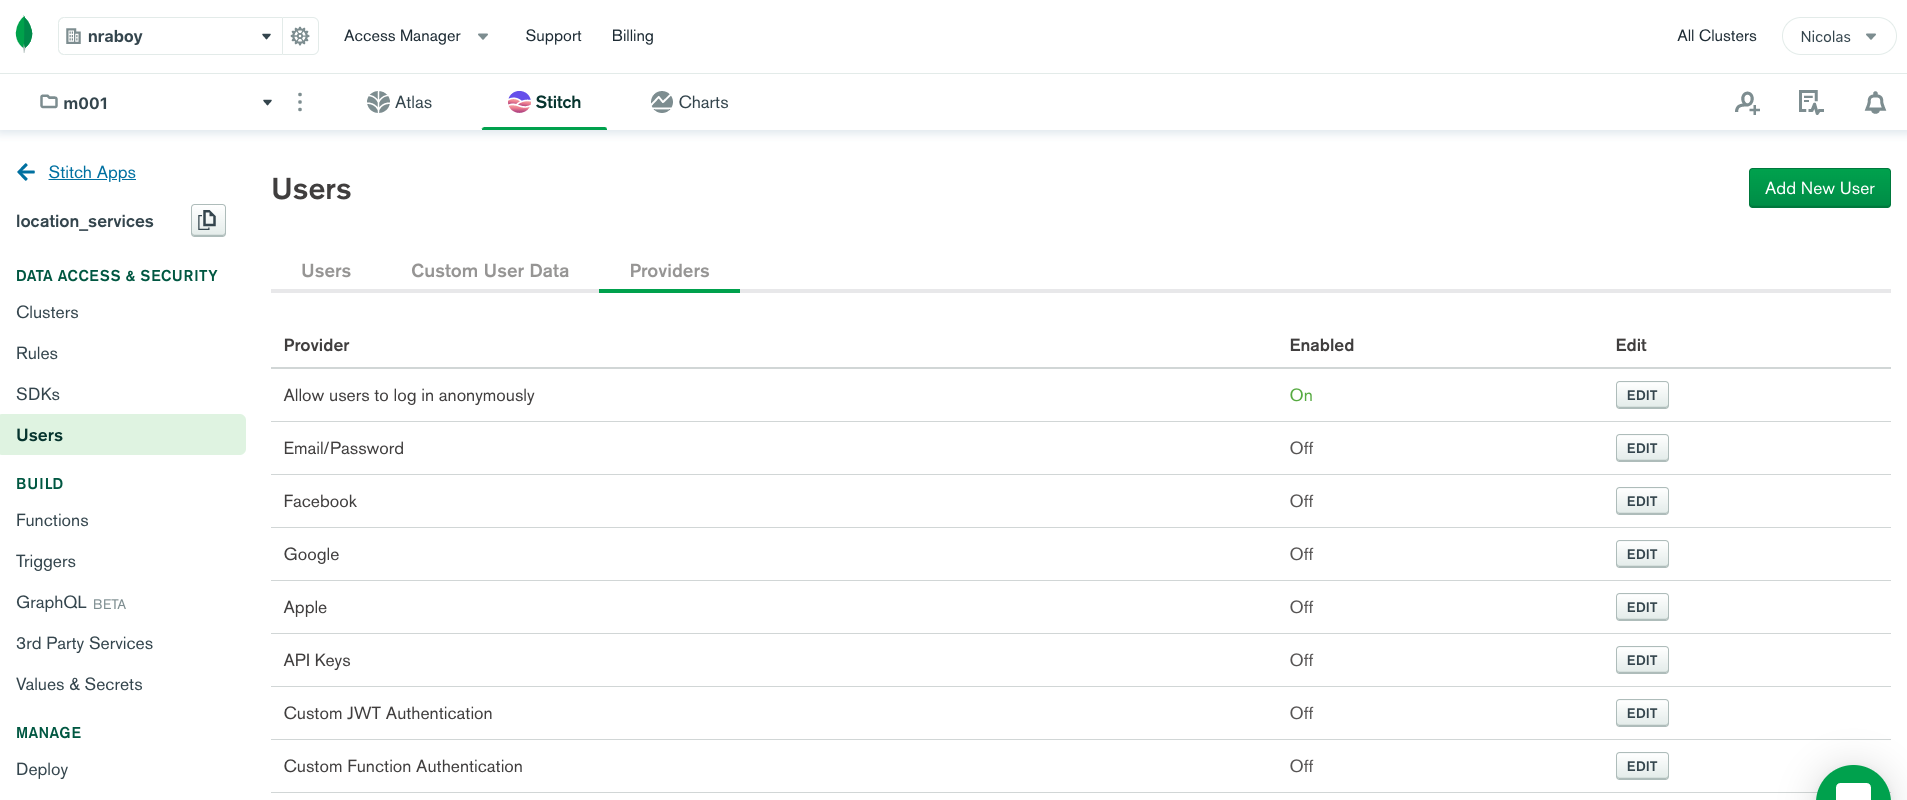 nraboy Access Manager Support Billing All Clusters Nicolas
m001 Atlas Stitch Charts
Stitch Apps
location_services
DATA ACCESS & SECURITY
Clusters
Rules
SDKs
Users
BUILD
Functions
Triggers
GraphQL BETA
3rd Party Services
Values & Secrets
MANAGE
Deploy
Users
Add New User
Users Custom User Data Providers
Provider Enabled Edit
Allow users to log in anonymously On EDIT
Email/Password Off EDIT
Facebook Off EDIT
Google Off EDIT
Apple Off EDIT
API Keys Off EDIT
Custom JWT Authentication Off EDIT
Custom Function Authentication Off EDIT